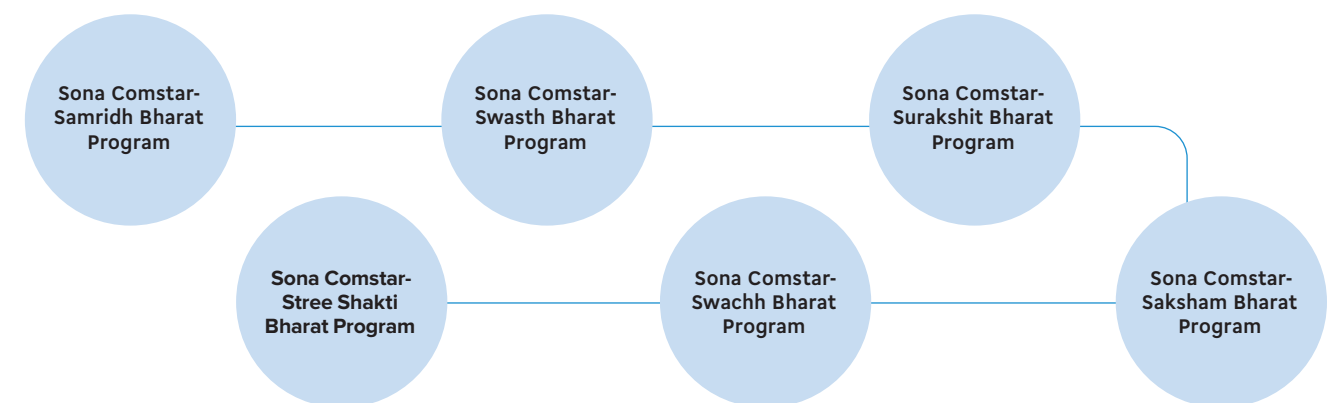 Sona Comstar-
Samridh Bharat
Program
Sona Comstar-
Swasth Bharat
Program
Sona Comstar-
Surakshit Bharat
Program
Sona Comstar-
Stree Shakti
Bharat Program
Sona Comstar-
Swachh Bharat
Program
Sona Comstar-
Saksham Bharat
Program